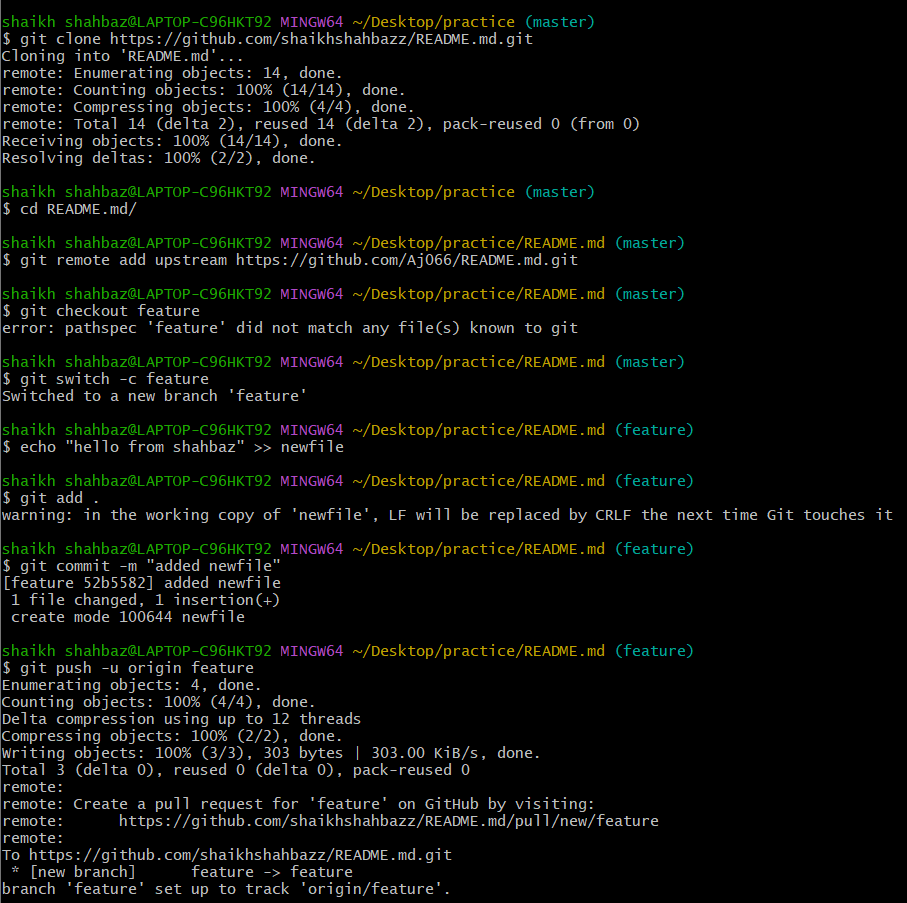 shaikh shahbaz@LAPTOP-C96HKT92 MINGW64 ~/Desktop/practice (master)
$ git clone https://github.com/shaikhshahbazz/README.md.git
Cloning into 'README.md'...
remote: Enumerating objects: 14, done.
remote: Counting objects: 100% (14/14), done.
remote: Compressing objects: 100% (4/4), done.
remote: Total 14 (delta 2), reused 14 (delta 2), pack-reused 0 (from 0)
Receiving objects: 100% (14/14), done.
Resolving deltas: 100% (2/2), done.
shaikh shahbaz@LAPTOP-C96HKT92 MINGW64 ~/Desktop/practice (master)
$ cd README.md/
shaikh shahbaz@LAPTOP-C96HKT92 MINGW64 ~/Desktop/practice/README.md (master)
$ git remote add upstream https://github.com/Aj066/README.md.git
shaikh shahbaz@LAPTOP-C96HKT92 MINGW64 ~/Desktop/practice/README.md (master)
$ git checkout feature
error: pathspec 'feature' did not match any file(s) known to git
shaikh shahbaz@LAPTOP-C96HKT92 MINGW64 ~/Desktop/practice/README.md (master)
$ git switch -c feature
Switched to a new branch 'feature'
shaikh shahbaz@LAPTOP-C96HKT92 MINGW64 ~/Desktop/practice/README.md (feature)
$ echo "hello from shahbaz" >> newfile
shaikh shahbaz@LAPTOP-C96HKT92 MINGW64 ~/Desktop/practice/README.md (feature)
$ git add .
warning: in the working copy of 'newfile', LF will be replaced by CRLF the next time Git touches it
shaikh shahbaz@LAPTOP-C96HKT92 MINGW64 ~/Desktop/practice/README.md (feature)
$ git commit -m "added newfile"
[feature 52b5582] added newfile
 1 file changed, 1 insertion(+)
 create mode 100644 newfile
shaikh shahbaz@LAPTOP-C96HKT92 MINGW64 ~/Desktop/practice/README.md (feature)
$ git push -u origin feature
Enumerating objects: 4, done.
Counting objects: 100% (4/4), done.
Delta compression using up to 12 threads
Compressing objects: 100% (2/2), done.
Writing objects: 100% (3/3), 303 bytes | 303.00 KiB/s, done.
Total 3 (delta 0), reused 0 (delta 0), pack-reused 0
remote:
remote: Create a pull request for 'feature' on GitHub by visiting:
remote:      https://github.com/shaikhshahbazz/README.md/pull/new/feature
remote:
To https://github.com/shaikhshahbazz/README.md.git
 * [new branch]      feature -> feature
branch 'feature' set up to track 'origin/feature'.